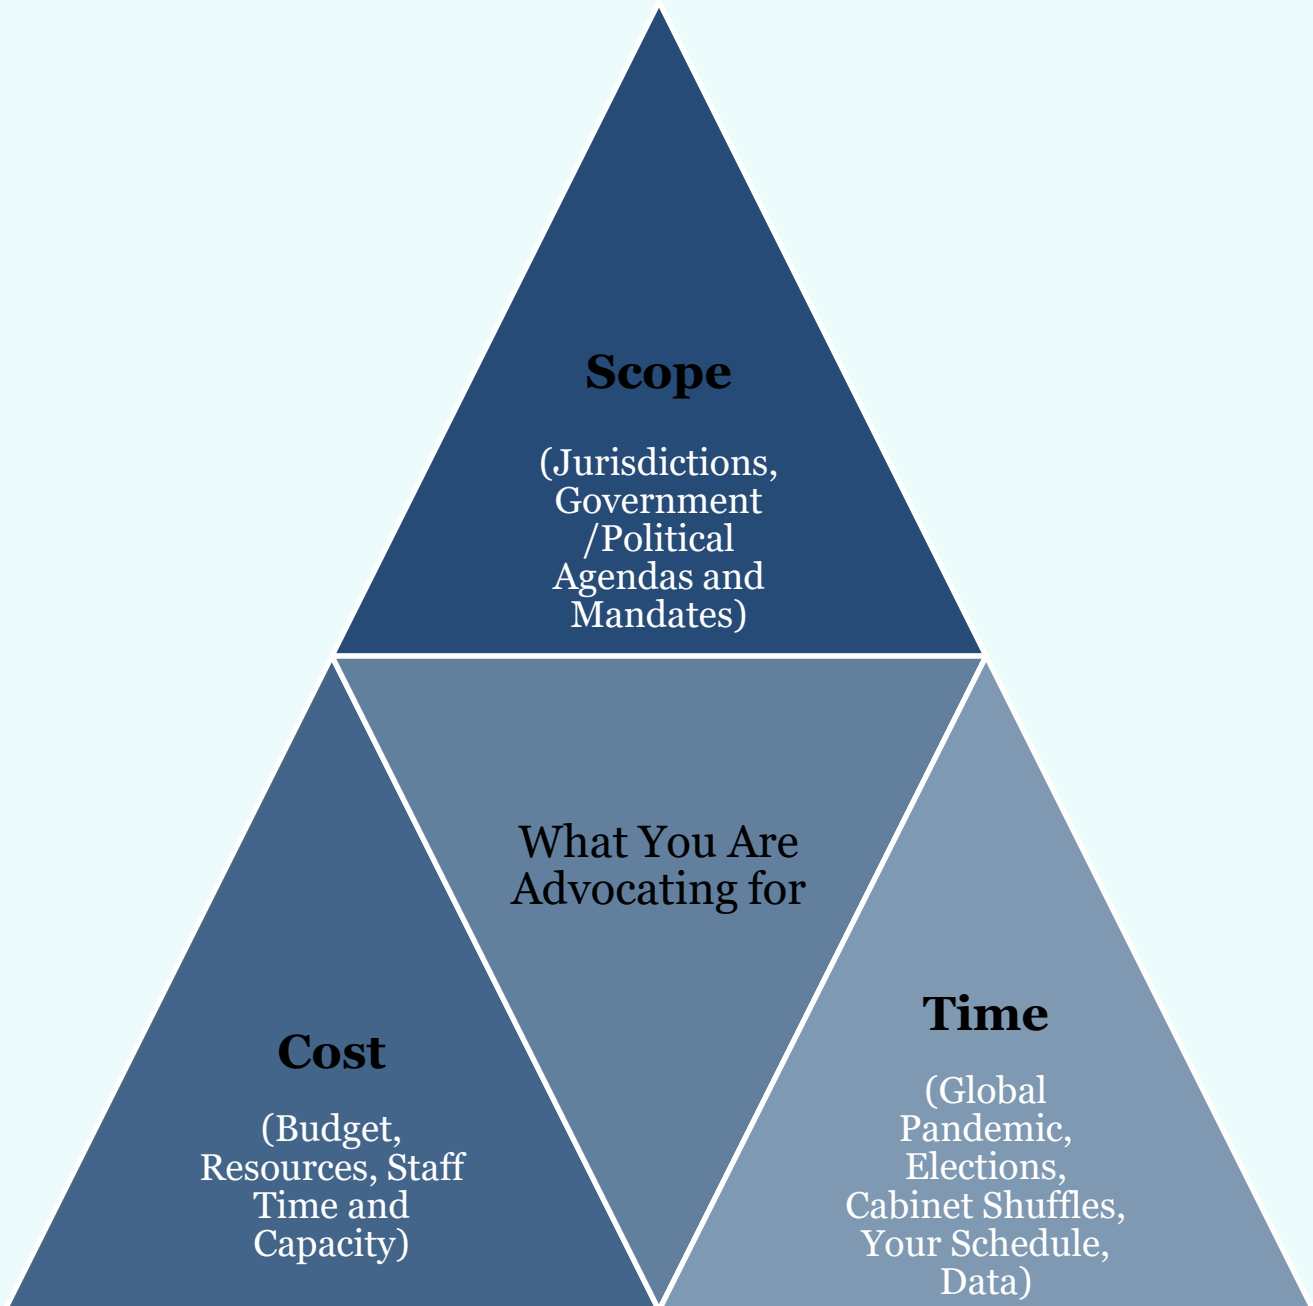 Scope
(Jurisdictions,
Government
/Political
Agendas and
Mandates)
What You Are
Advocating for
Cost
(Budget,
Resources, Staff
Time and
Capacity)
Time
(Global
Pandemic,
Elections,
Cabinet Shuffles,
Your Schedule,
Data)